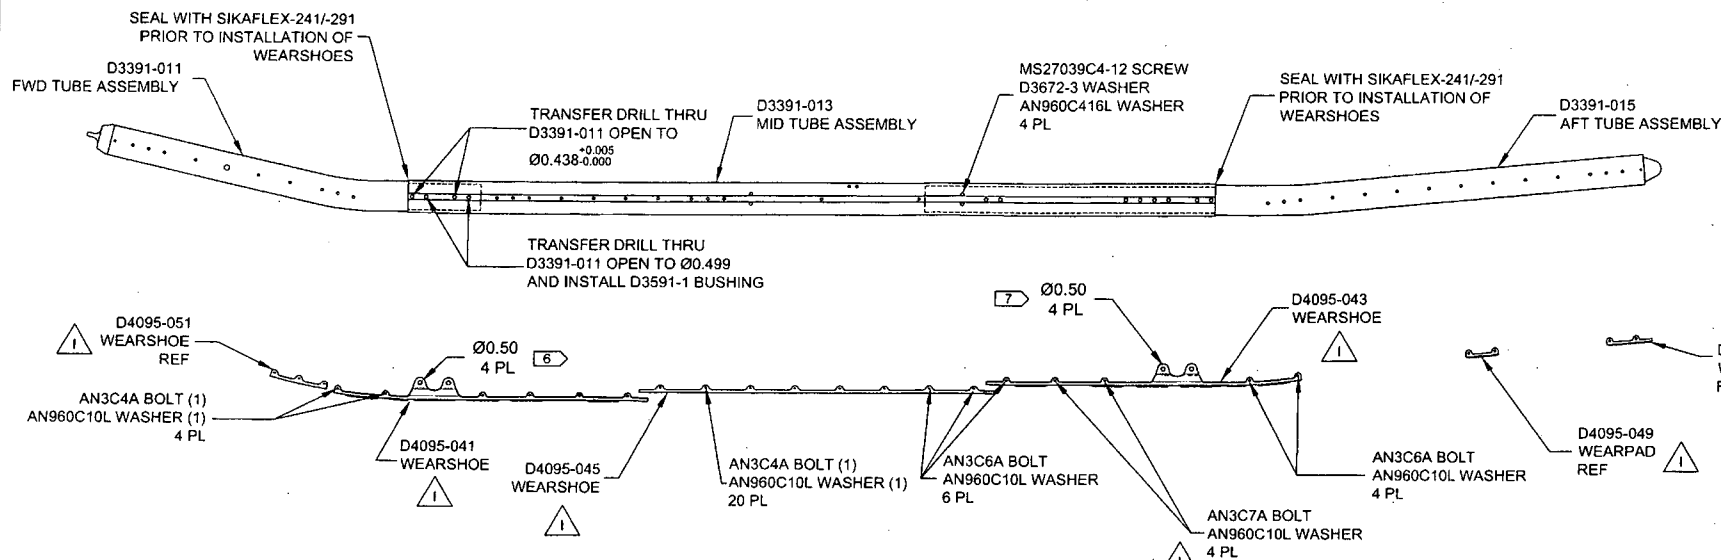 SEAL WITH SIKAFLEX-241/-291
PRIOR TO INSTALLATION OF
WEARSHOES
D3391-011
FWD TUBE ASSEMBLY
TRANSFER DRILL THRU
D3391-011 OPEN TO
Ø0.438 +0.005 -0.000
D3391-013
MID TUBE ASSEMBLY
MS27039C4-12 SCREW
D3672-3 WASHER
AN960C416L WASHER
4 PL
SEAL WITH SIKAFLEX-241/-291
PRIOR TO INSTALLATION OF
WEARSHOES
D3391-015
AFT TUBE ASSEMBLY
TRANSFER DRILL THRU
D3391-011 OPEN TO Ø0.499
AND INSTALL D3591-1 BUSHING
1
D4095-051
WEARSHOE
REF
Ø0.50
4 PL
6
7
Ø0.50
4 PL
D4095-043
WEARSHOE
1
AN3C4A BOLT (1)
AN960C10L WASHER (1)
4 PL
D4095-041
WEARSHOE
1
D4095-045
WEARSHOE
1
AN3C4A BOLT (1)
AN960C10L WASHER (1)
20 PL
AN3C6A BOLT
AN960C10L WASHER
6 PL
AN3C7A BOLT
AN960C10L WASHER
4 PL
1
AN3C6A BOLT
AN960C10L WASHER
4 PL
D4095-049
WEARPAD
REF
1